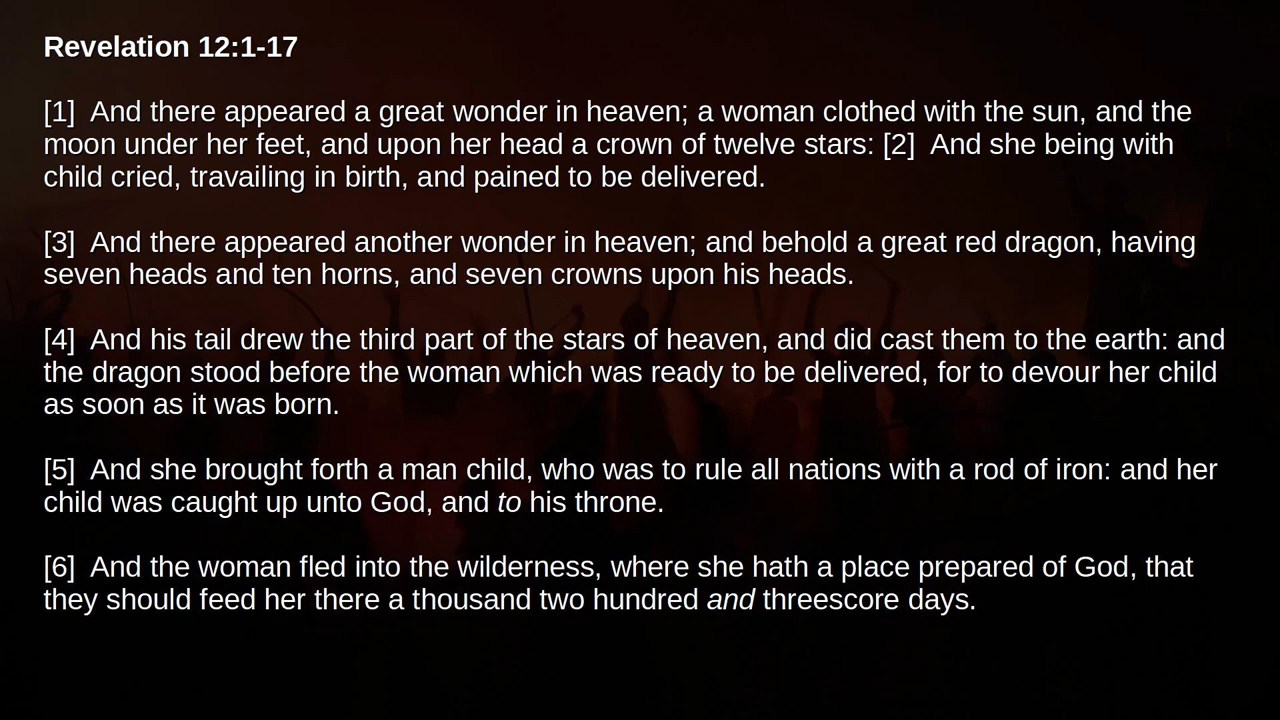 Revelation 12:1-17
[1]  And there appeared a great wonder in heaven; a woman clothed with the sun, and the
moon under her feet, and upon her head a crown of twelve stars: [2]  And she being with
child cried, travailing in birth, and pained to be delivered.
[3]  And there appeared another wonder in heaven; and behold a great red dragon, having
seven heads and ten horns, and seven crowns upon his heads.
[4]  And his tail drew the third part of the stars of heaven, and did cast them to the earth: and
the dragon stood before the woman which was ready to be delivered, for to devour her child
as soon as it was born.
[5]  And she brought forth a man child, who was to rule all nations with a rod of iron: and her
child was caught up unto God, and to his throne.
[6]  And the woman fled into the wilderness, where she hath a place prepared of God, that
they should feed her there a thousand two hundred and threescore days.